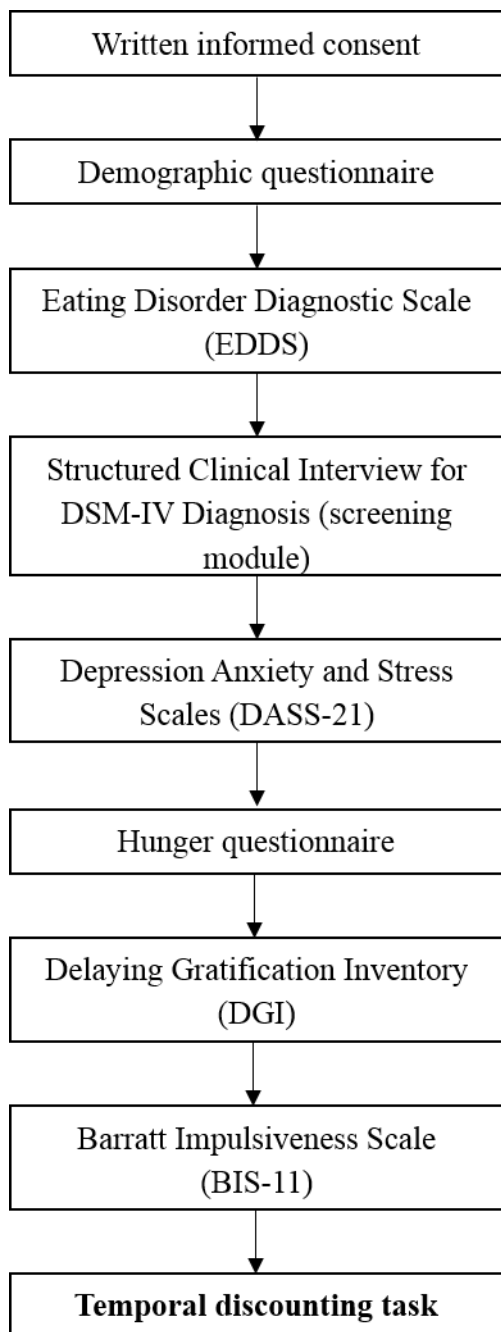 Written informed consent
Demographic questionnaire
Eating Disorder Diagnostic Scale
(EDDS)
Structured Clinical Interview for
DSM-IV Diagnosis (screening
module)
Depression Anxiety and Stress
Scales (DASS-21)
Hunger questionnaire
Delaying Gratification Inventory
(DGI)
Barratt Impulsiveness Scale
(BIS-11)
Temporal discounting task